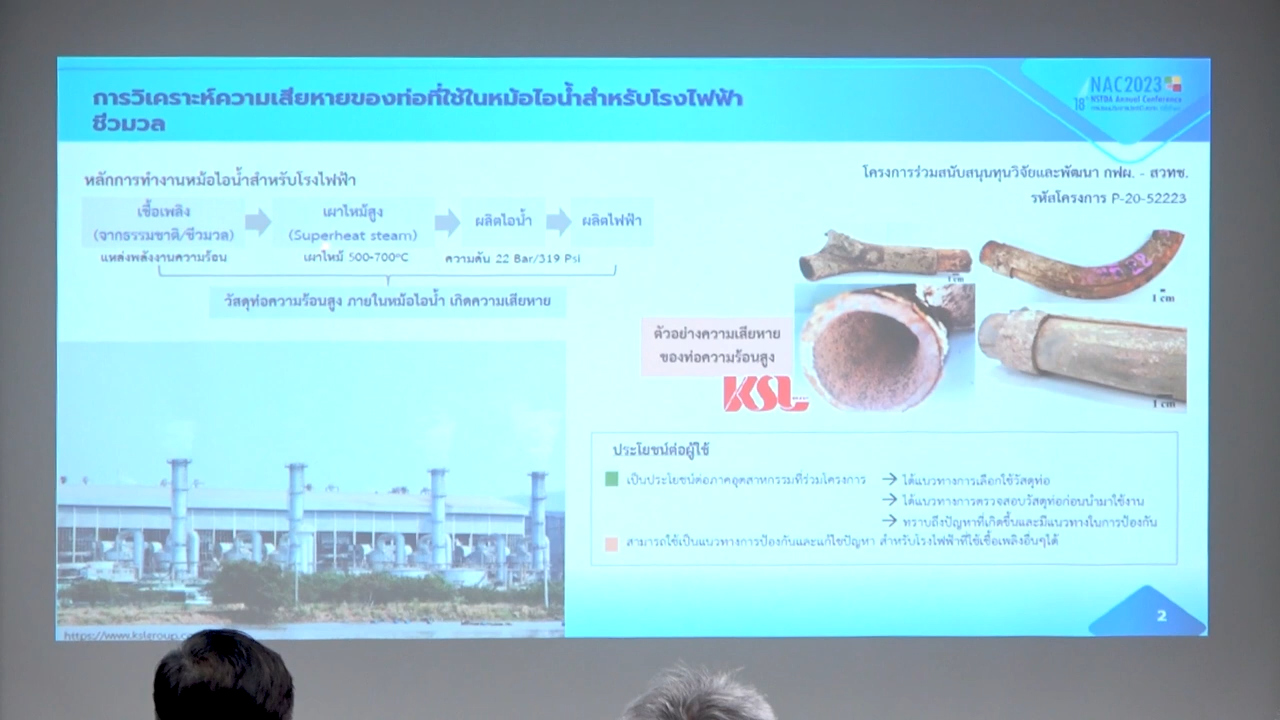 การวิเคราะห์ความเสียหายของท่อที่ใช้ในหม้อไอน้ำสำหรับโรงไฟฟ้า
ชีวมวล
NAC2023
18th NSTDA Annual Conference
หลักการทำงานหม้อไอน้ำสำหรับโรงไฟฟ้า
โครงการร่วมสนับสนุนทุนวิจัยและพัฒนา กฟผ. - สวทช.
รหัสโครงการ P-20-52223
เชื้อเพลิง
(จากธรรมชาติ/ชีวมวล)
แหล่งพลังงานความร้อน
เผาไหม้สูง
(Superheat steam)
เผาไหม้ 500-700°C
ผลิตไอน้ำ
ความดัน 22 Bar/319 Psi
ผลิตไฟฟ้า
วัสดุท่อความร้อนสูง ภายในหม้อไอน้ำ เกิดความเสียหาย
1 cm
1 cm
1 cm
ตัวอย่างความเสียหาย
ของท่อความร้อนสูง
KSL
ประโยชน์ต่อผู้ใช้
เป็นประโยชน์ต่อภาคอุตสาหกรรมที่ร่วมโครงการ → ได้แนวทางการเลือกใช้วัสดุท่อ
→ ได้แนวทางการตรวจสอบวัสดุท่อก่อนนำมาใช้งาน
→ ทราบถึงปัญหาที่เกิดขึ้นและมีแนวทางในการป้องกัน
สามารถใช้เป็นแนวทางการป้องกันและแก้ไขปัญหา สำหรับโรงไฟฟ้าที่ใช้เชื้อเพลิงอื่นๆได้
https://www.kslgroup.co
2